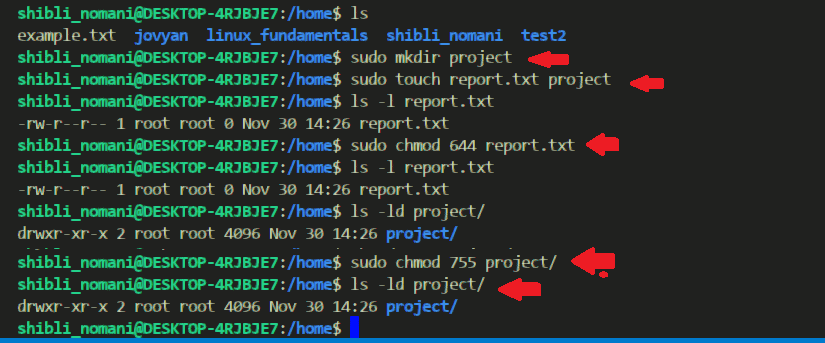 shibli_nomani@DESKTOP-4RJBJE7:/home$ ls
example.txt  jovyan  linux_fundamentals  shibli_nomani  test2
shibli_nomani@DESKTOP-4RJBJE7:/home$ sudo mkdir project
shibli_nomani@DESKTOP-4RJBJE7:/home$ sudo touch report.txt project
shibli_nomani@DESKTOP-4RJBJE7:/home$ ls -l report.txt
-rw-r--r-- 1 root root 0 Nov 30 14:26 report.txt
shibli_nomani@DESKTOP-4RJBJE7:/home$ sudo chmod 644 report.txt
shibli_nomani@DESKTOP-4RJBJE7:/home$ ls -l report.txt
-rw-r--r-- 1 root root 0 Nov 30 14:26 report.txt
shibli_nomani@DESKTOP-4RJBJE7:/home$ ls -ld project/
drwxr-xr-x 2 root root 4096 Nov 30 14:26 project/
shibli_nomani@DESKTOP-4RJBJE7:/home$ sudo chmod 755 project/
shibli_nomani@DESKTOP-4RJBJE7:/home$ ls -ld project/
drwxr-xr-x 2 root root 4096 Nov 30 14:26 project/
shibli_nomani@DESKTOP-4RJBJE7:/home$